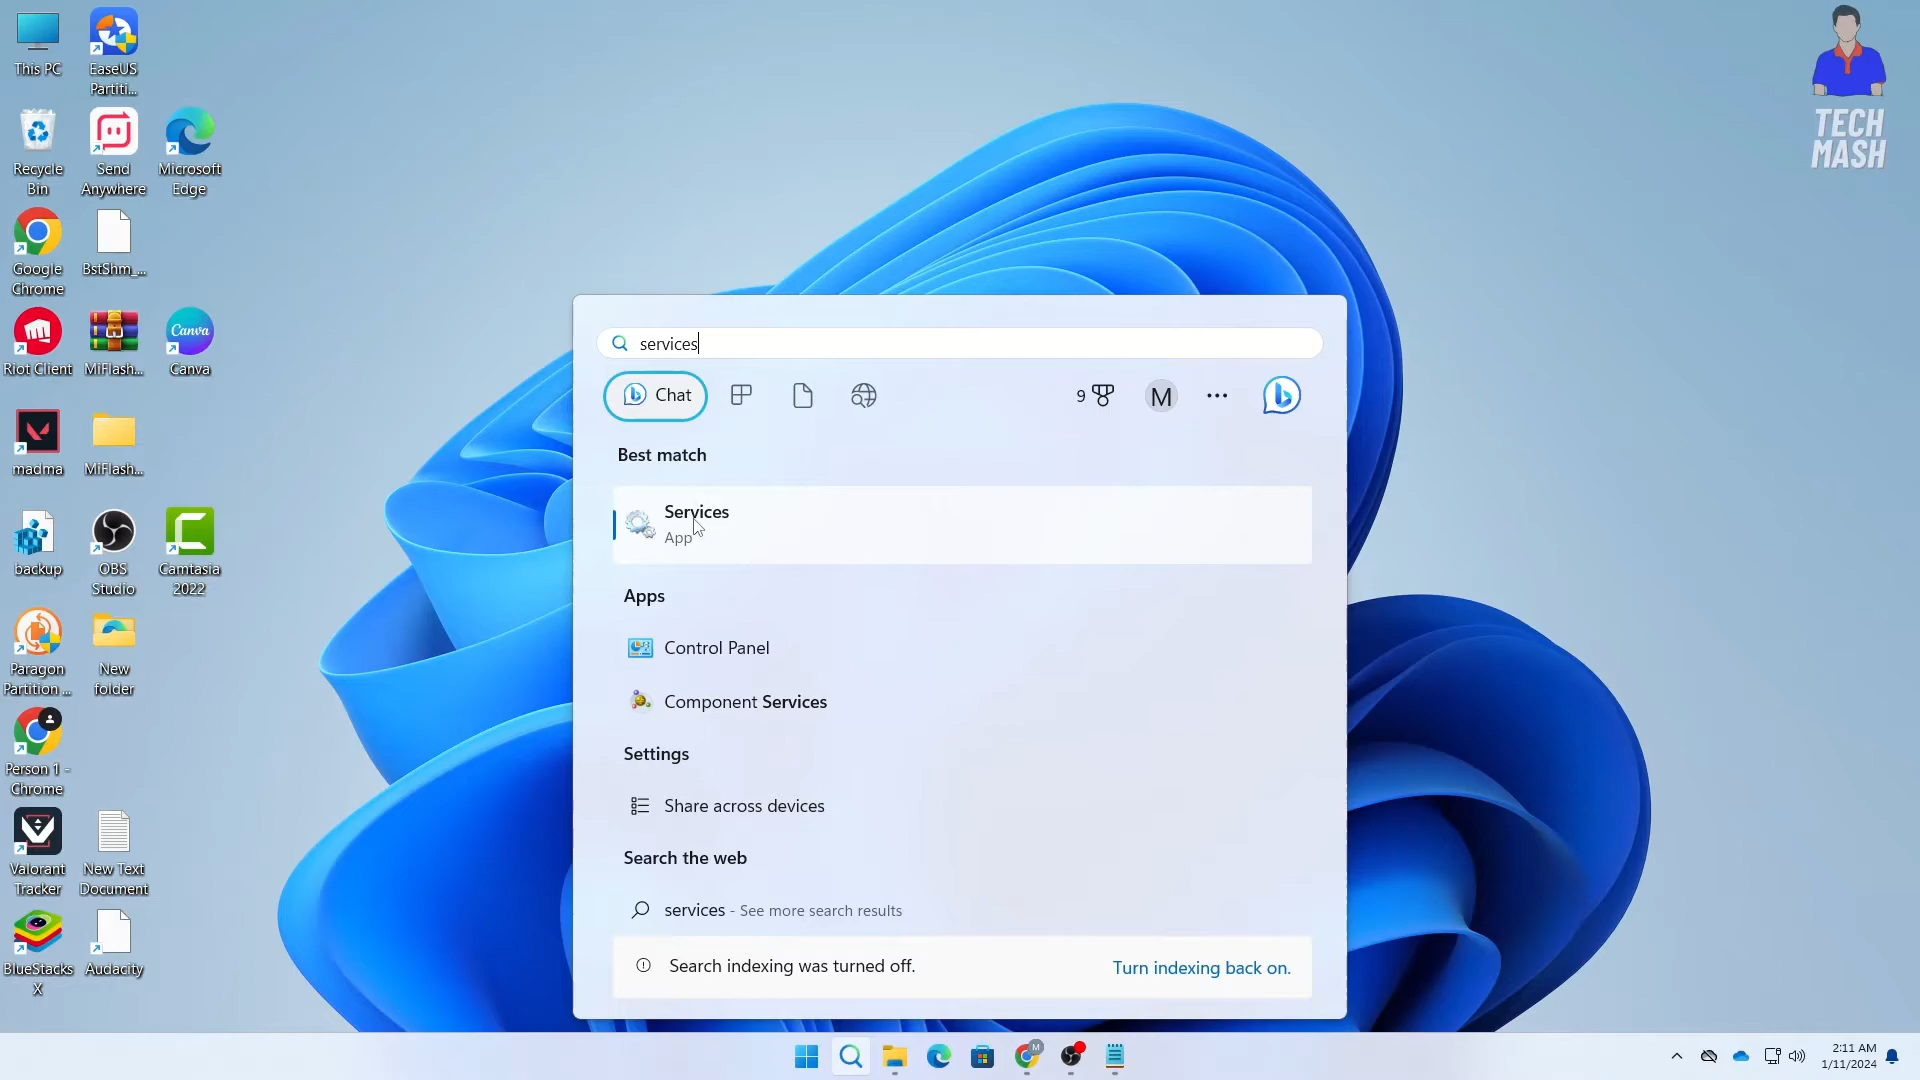 This PC
EaseUS
Partiti...
Recycle
Bin
Send
Anywhere
Microsoft
Edge
Google
Chrome
BstShm_...
Riot Client
MiFlash...
Canva
Canva
madma
MiFlash...
backup
OBS
Studio
Camtasia
2022
Paragon
Partition ...
New
folder
Person 1 -
Chrome
Valorant
Tracker
New Text
Document
BlueStacks
X
Audacity
TECH
MASH
services
Chat
9
M
Best match
Services
App
Apps
Control Panel
Component Services
Settings
Share across devices
Search the web
services - See more search results
Search indexing was turned off.
Turn indexing back on.
M
2:11 AM
1/11/2024